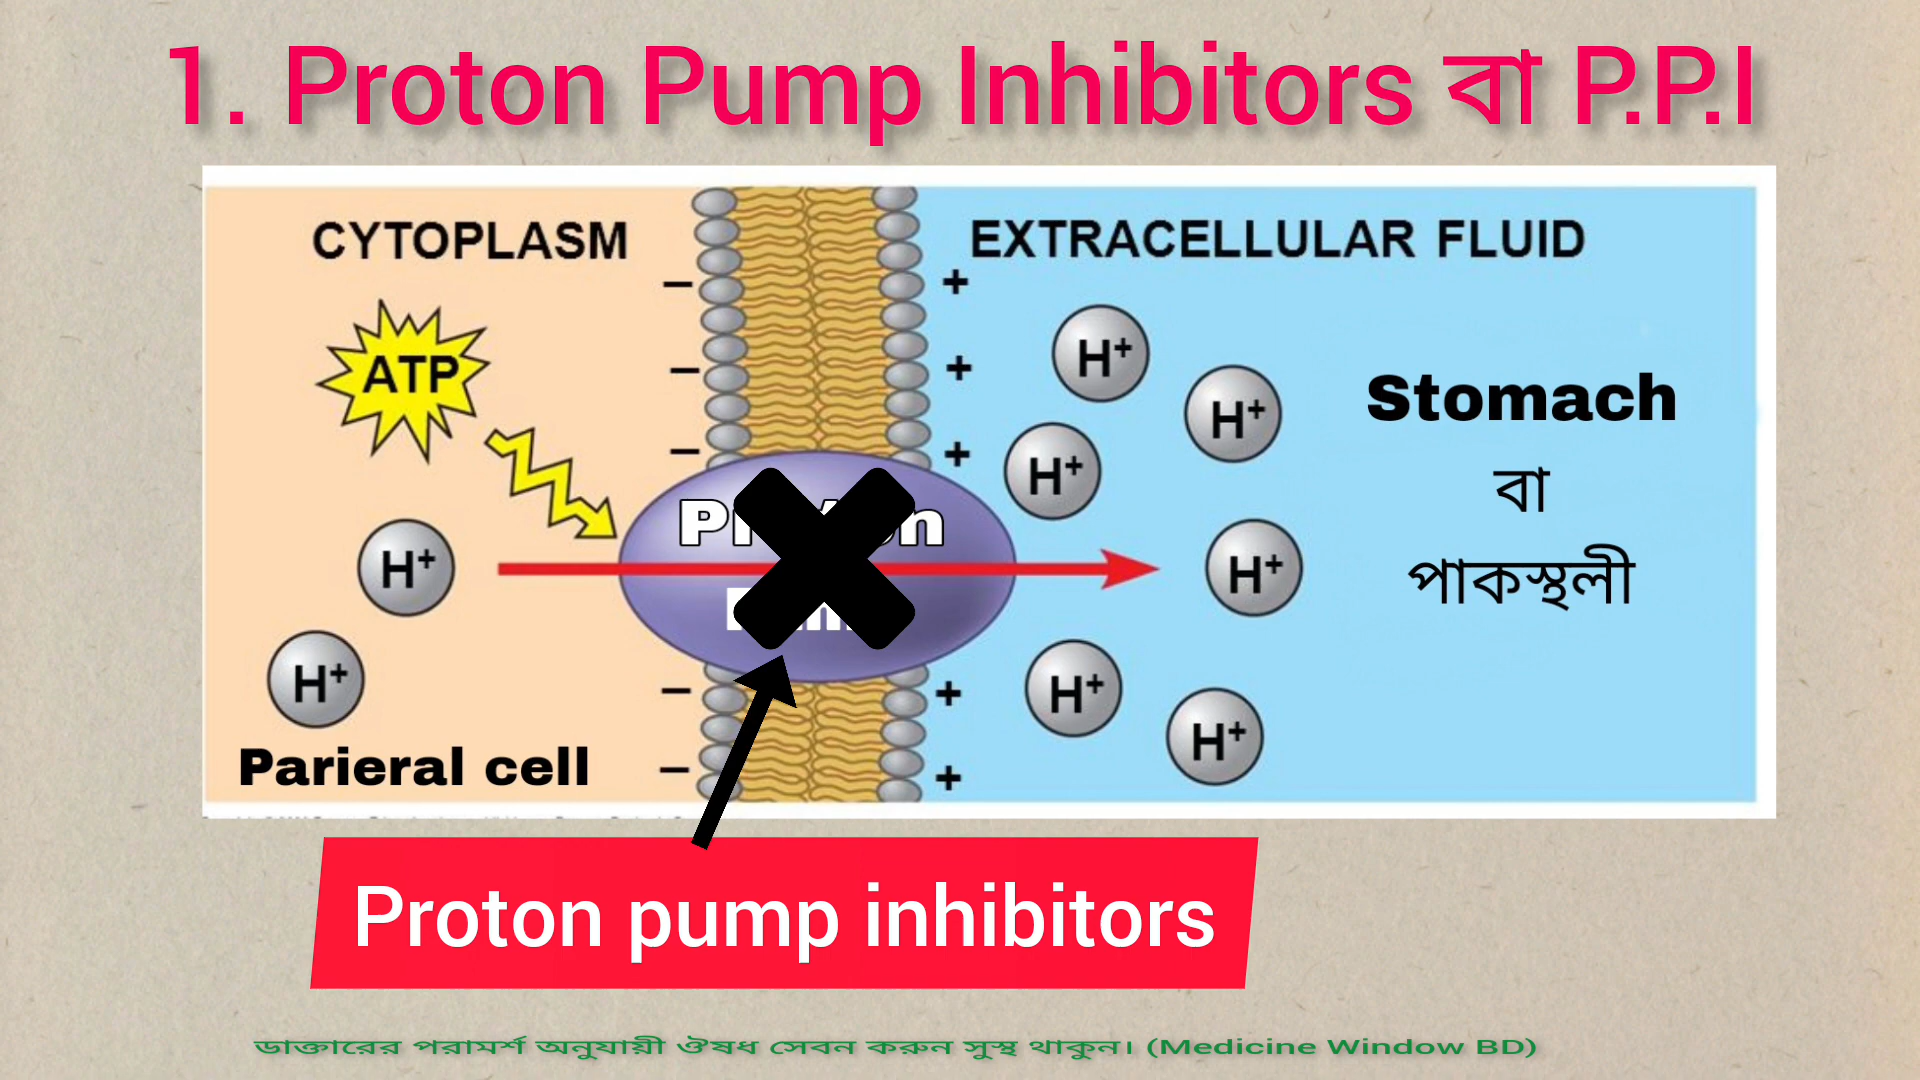 1. Proton Pump Inhibitors বা P.P.I
CYTOPLASM
EXTRACELLULAR FLUID
−
+
ATP
H⁺
−
+
H⁺
Stomach
−
+
H⁺
বা
H⁺
H⁺
পাকস্থলী
H⁺
−
+
H⁺
H⁺
Parieral cell
−
+
Proton pump inhibitors
ডাক্তারের পরামর্শ অনুযায়ী ঔষধ সেবন করুন সুস্থ থাকুন। (Medicine Window BD)